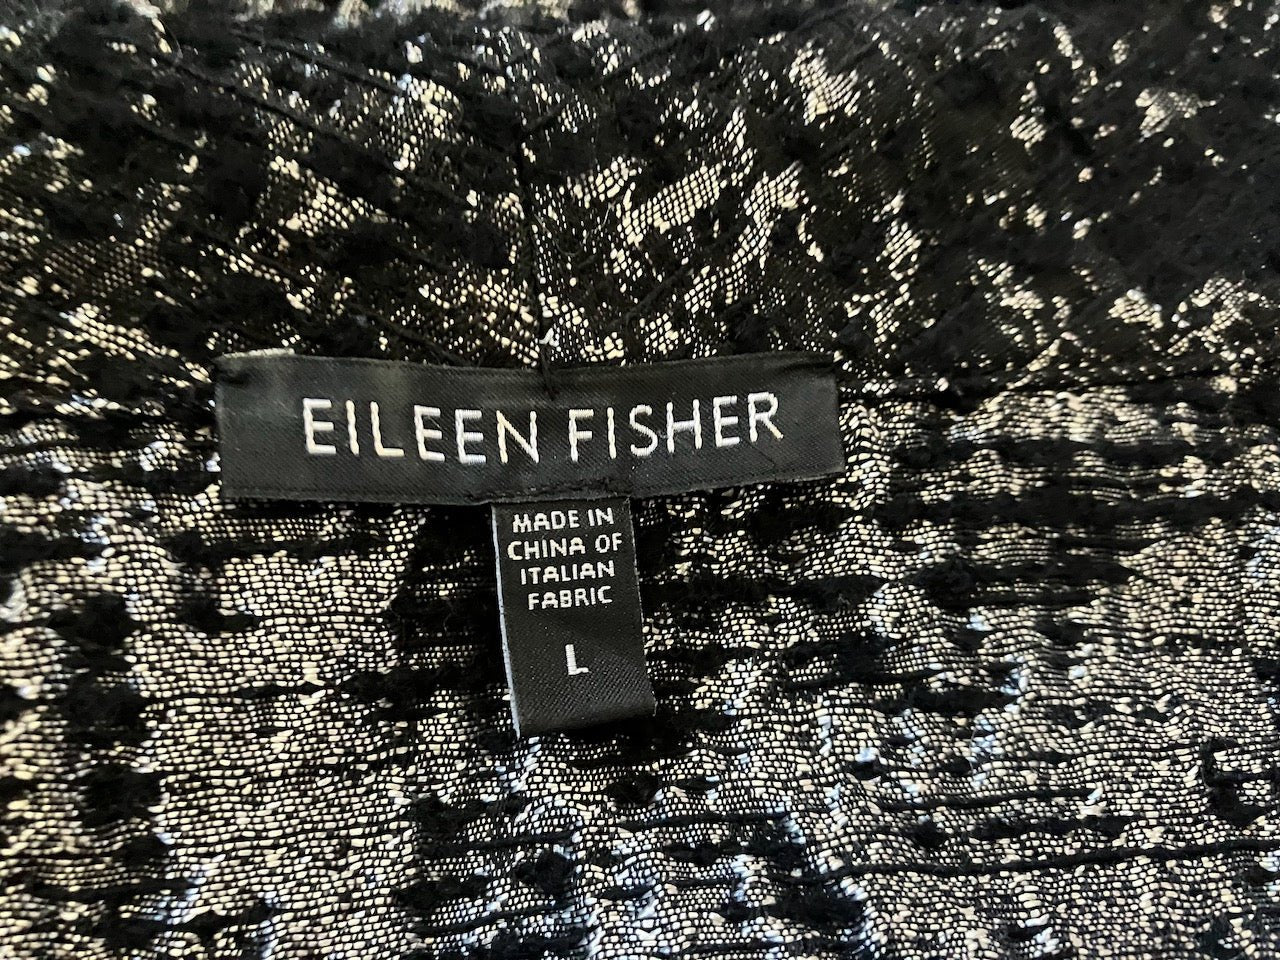 EILEEN FISHER
MADE IN
CHINA OF
ITALIAN
FABRIC
L